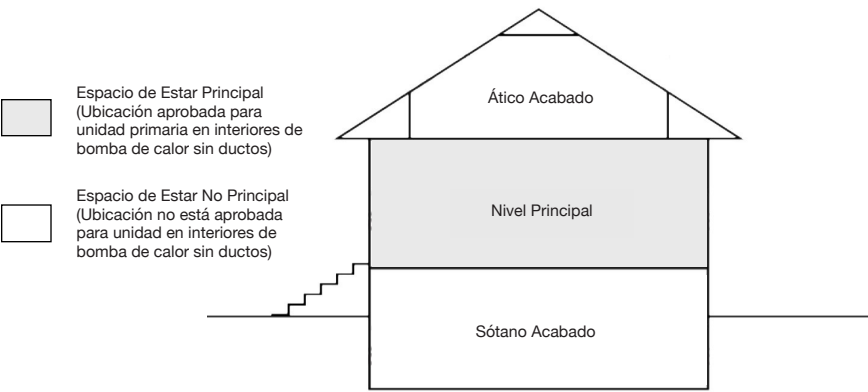 Espacio de Estar Principal
(Ubicación aprobada para
unidad primaria en interiores de
bomba de calor sin ductos)
Espacio de Estar No Principal
(Ubicación no está aprobada
para unidad en interiores de
bomba de calor sin ductos)
Ático Acabado
Nivel Principal
Sótano Acabado